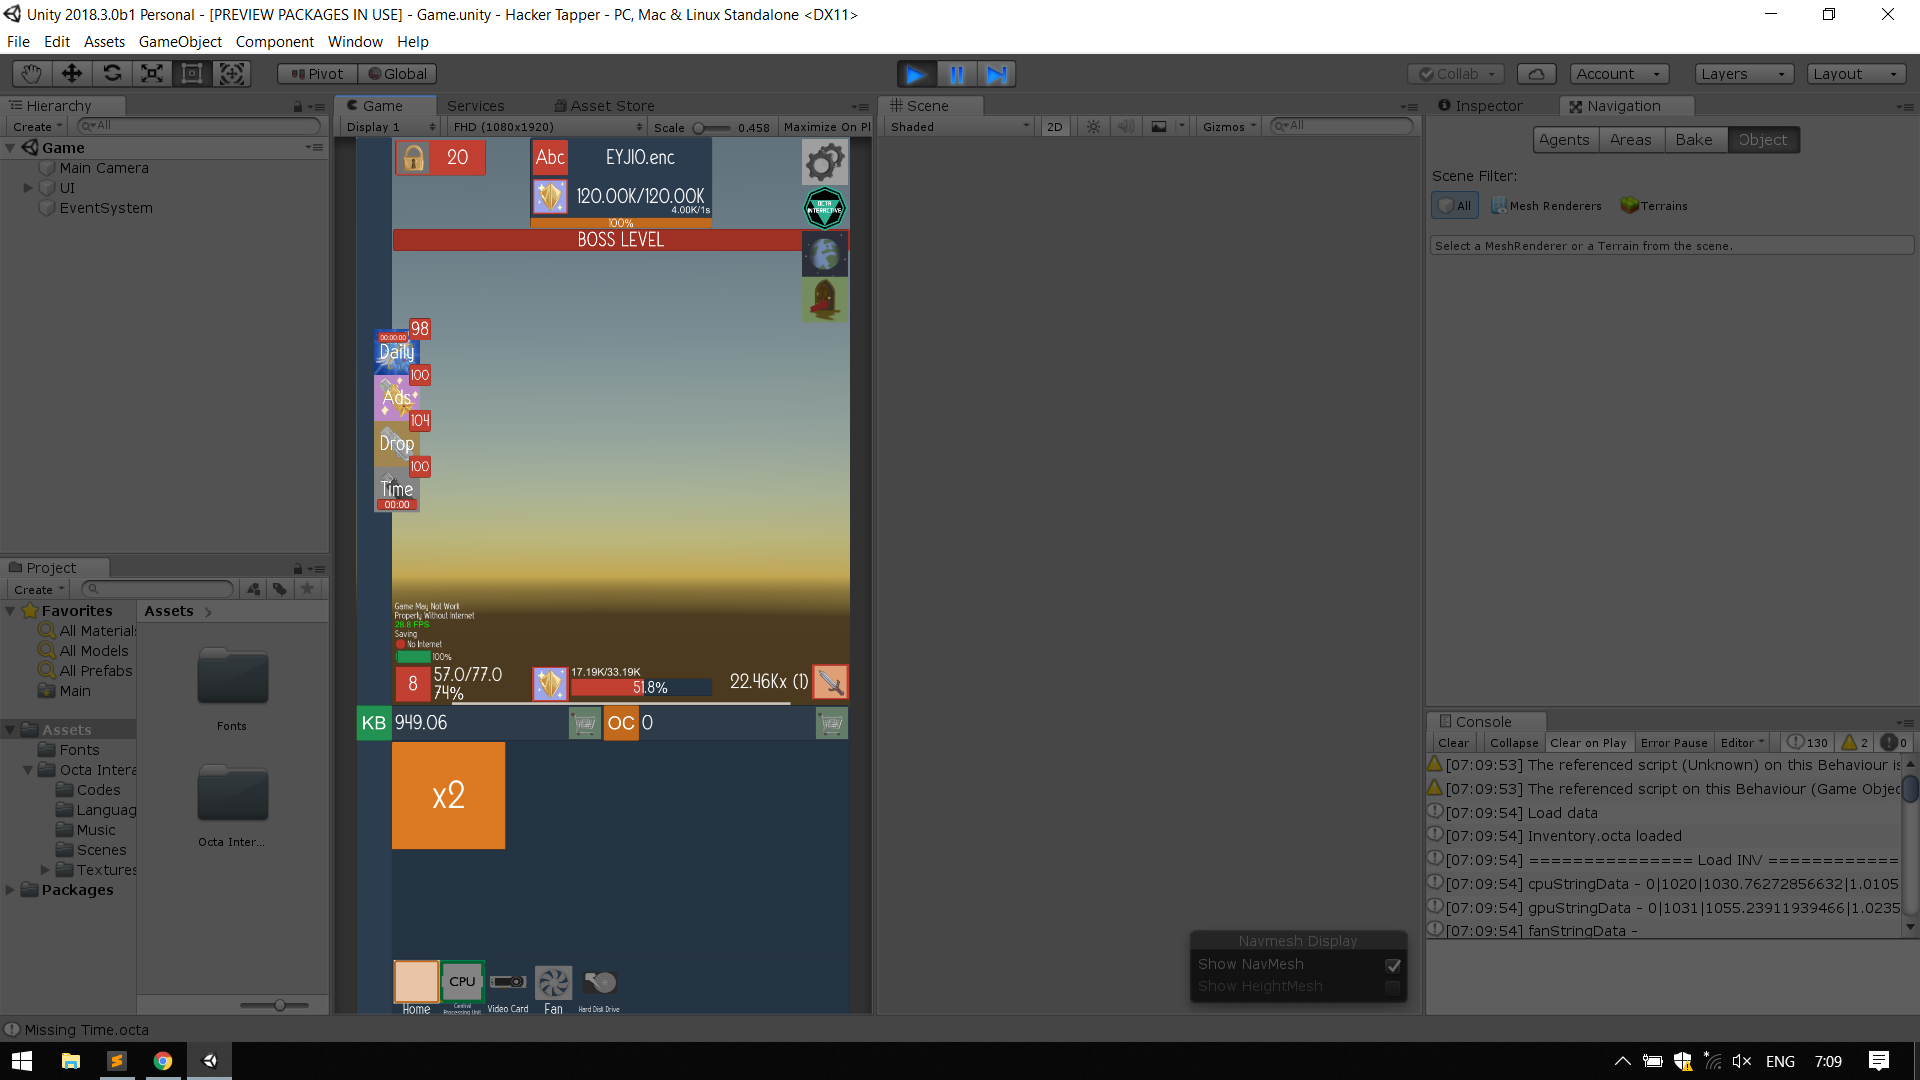 Unity 2018.3.0b1 Personal - [PREVIEW PACKAGES IN USE] - Game.unity - Hacker Tapper - PC, Mac & Linux Standalone <DX11>
File Edit Assets GameObject Component Window Help
Pivot Global Collab Account Layers Layout
Hierarchy
Create All
Game
Main Camera
UI
EventSystem
Game Services Asset Store
Display 1 FHD (1080x1920) Scale 0.458 Maximize On Pl
20
Abc EYJIO.enc
120.00K/120.00K
4.00K/1s
100%
OCTA
INTERACTIVE
BOSS LEVEL
98
00:00:00
Daily
100
Ads
104
Drop
100
Time
00:00
Game May Not Work
Properly Without Internet
28.8 FPS
Saving
No Internet
100%
8 57.0/77.0
74%
17.19K/33.19K
51.8%
22.46Kx (1)
KB 949.06 OC 0
x2
CPU
Home
Central
Processing Unit
Video Card
Fan
Hard Disk Drive
Scene
Shaded 2D Gizmos All
Navmesh Display
Show NavMesh
Show HeightMesh
Inspector Navigation
Agents Areas Bake Object
Scene Filter:
All Mesh Renderers Terrains
Select a MeshRenderer or a Terrain from the scene.
Project
Create
Favorites
All Materials
All Models
All Prefabs
Main
Assets
Fonts
Octa Intera
Codes
Languag
Music
Scenes
Textures
Packages
Assets
Fonts
Octa Inter...
Console
Clear Collapse Clear on Play Error Pause Editor 130 2 0
[07:09:53] The referenced script (Unknown) on this Behaviour is
[07:09:53] The referenced script on this Behaviour (Game Objec
[07:09:54] Load data
[07:09:54] Inventory.octa loaded
[07:09:54] =============== Load INV ============
[07:09:54] cpuStringData - 0|1020|1030.76272856632|1.0105
[07:09:54] gpuStringData - 0|1031|1055.23911939466|1.0235
[07:09:54] fanStringData -
Missing Time.octa
ENG 7:09